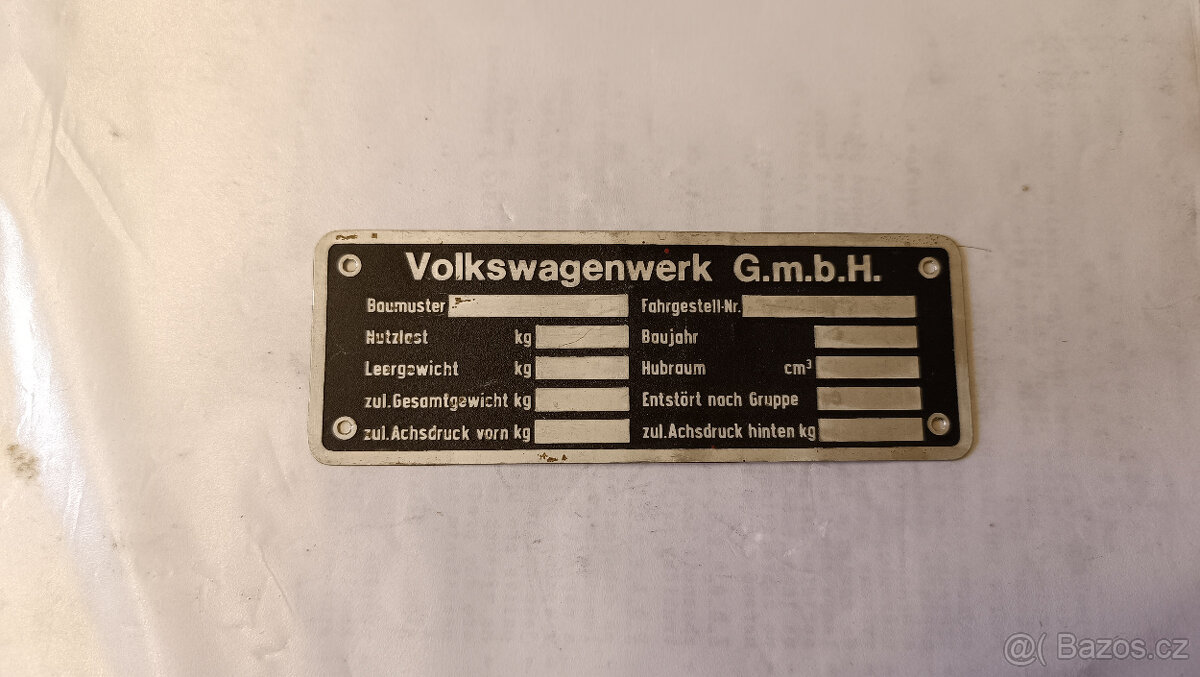 Volkswagenwerk G.m.b.H.
Baumuster Fahrgestell-Nr.
Nutzlast kg Baujahr
Leergewicht kg Hubraum cm³
zul.Gesamtgewicht kg Entstört nach Gruppe
zul.Achsdruck vorn kg zul.Achsdruck hinten kg
@( Bazos.cz